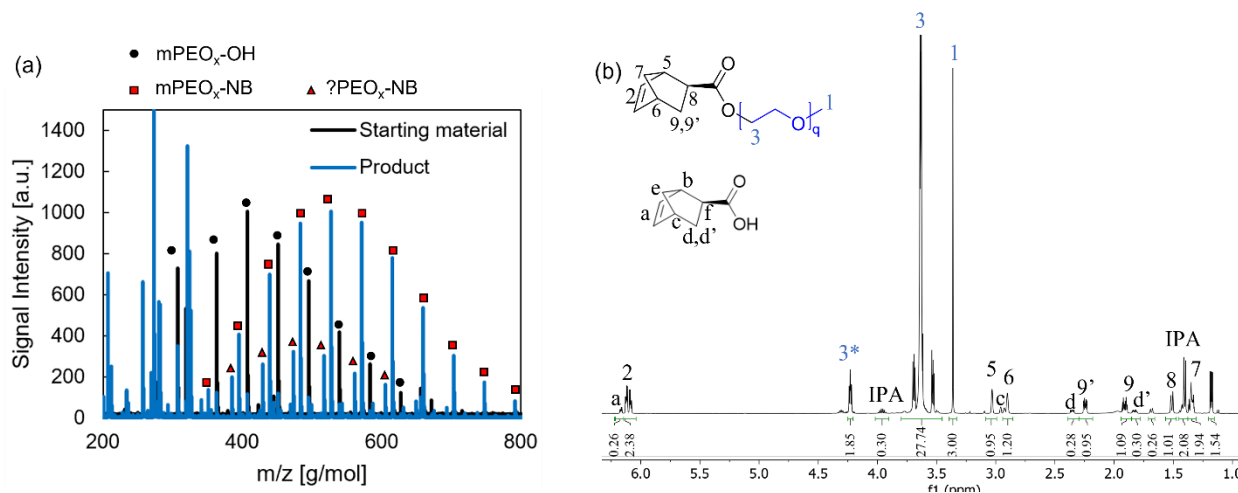 (a)
mPEOx-OH
mPEOx-NB
?PEOx-NB
Signal Intensity [a.u.]
1400
1200
1000
800
600
400
200
0
Starting material
Product
200
400
600
800
m/z [g/mol]
(b)
7
5
2
6
8
9,9'
O
O
3
O
q
1
e
b
a
c
f
d,d'
O
OH
3
1
a
2
3*
IPA
5
c
6
d
9'
9
d'
8
IPA
7
0.26
2.38
1.85
0.30
27.74
3.00
0.95
1.20
0.28
0.95
1.09
0.30
0.26
1.01
2.08
1.94
1.54
6.0
5.5
5.0
4.5
4.0
3.5
3.0
2.5
2.0
1.5
1.0
f1 (ppm)